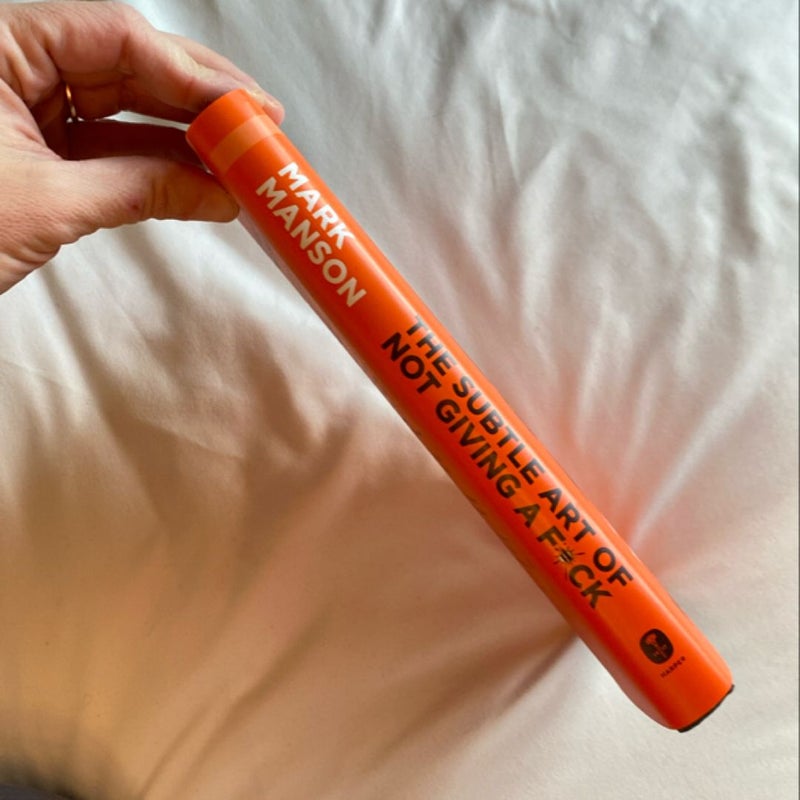 MARK
MANSON
THE SUBTLE ART OF
NOT GIVING A F*CK
HARPER